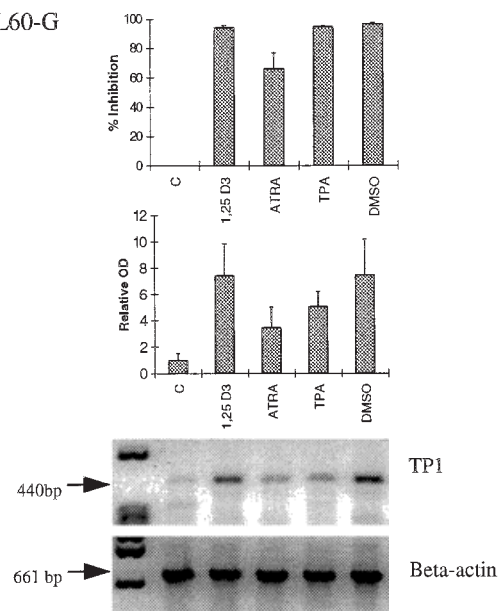 L60-G
% Inhibition
100
80
60
40
20
0
C
1,25 D3
ATRA
TPA
DMSO
Relative OD
12
10
8
6
4
2
0
C
1,25 D3
ATRA
TPA
DMSO
440bp
TP1
661 bp
Beta-actin